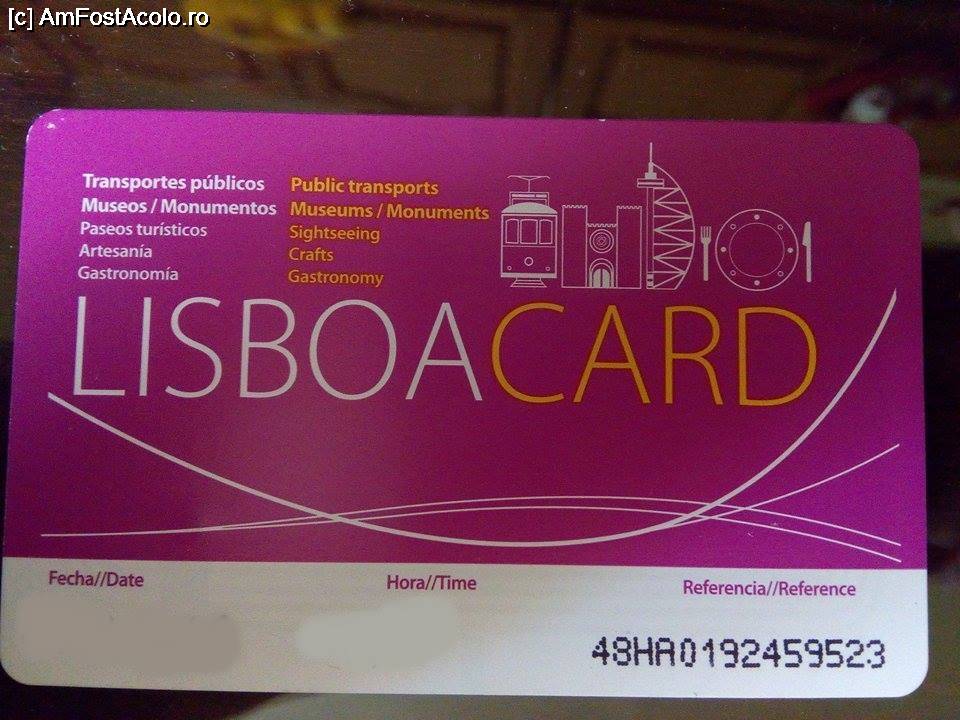 [c] AmFostAcolo.ro
Transportes públicos
Museos / Monumentos
Paseos turísticos
Artesanía
Gastronomía
Public transports
Museums / Monuments
Sightseeing
Crafts
Gastronomy
LISBOACARD
Fecha//Date
Hora//Time
Referencia//Reference
48HA0192459523